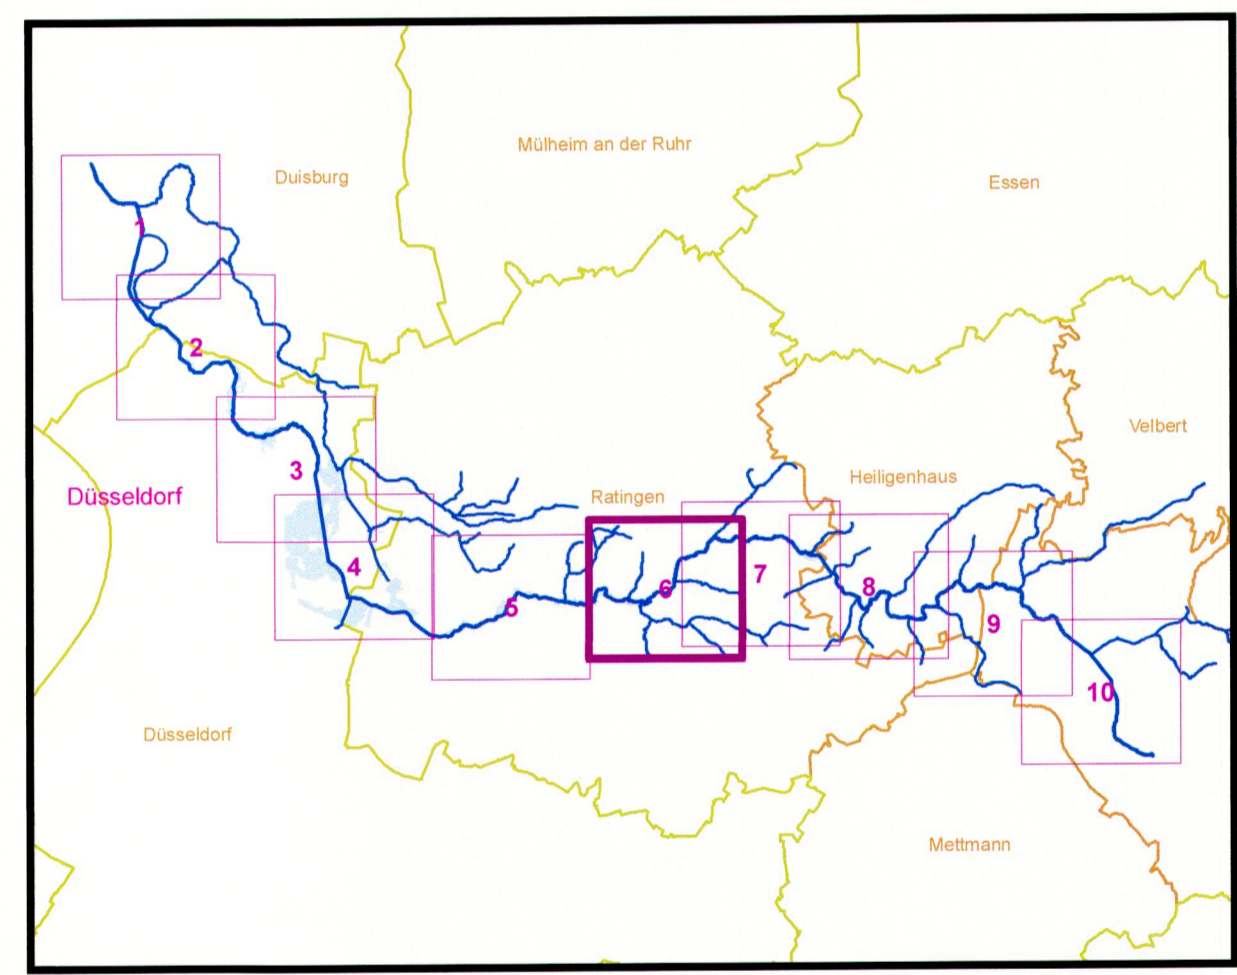 Mülheim an der Ruhr
Duisburg
Essen
1
2
Velbert
3
Heiligenhaus
Düsseldorf
Ratingen
4
7
6
8
5
9
10
Düsseldorf
Mettmann